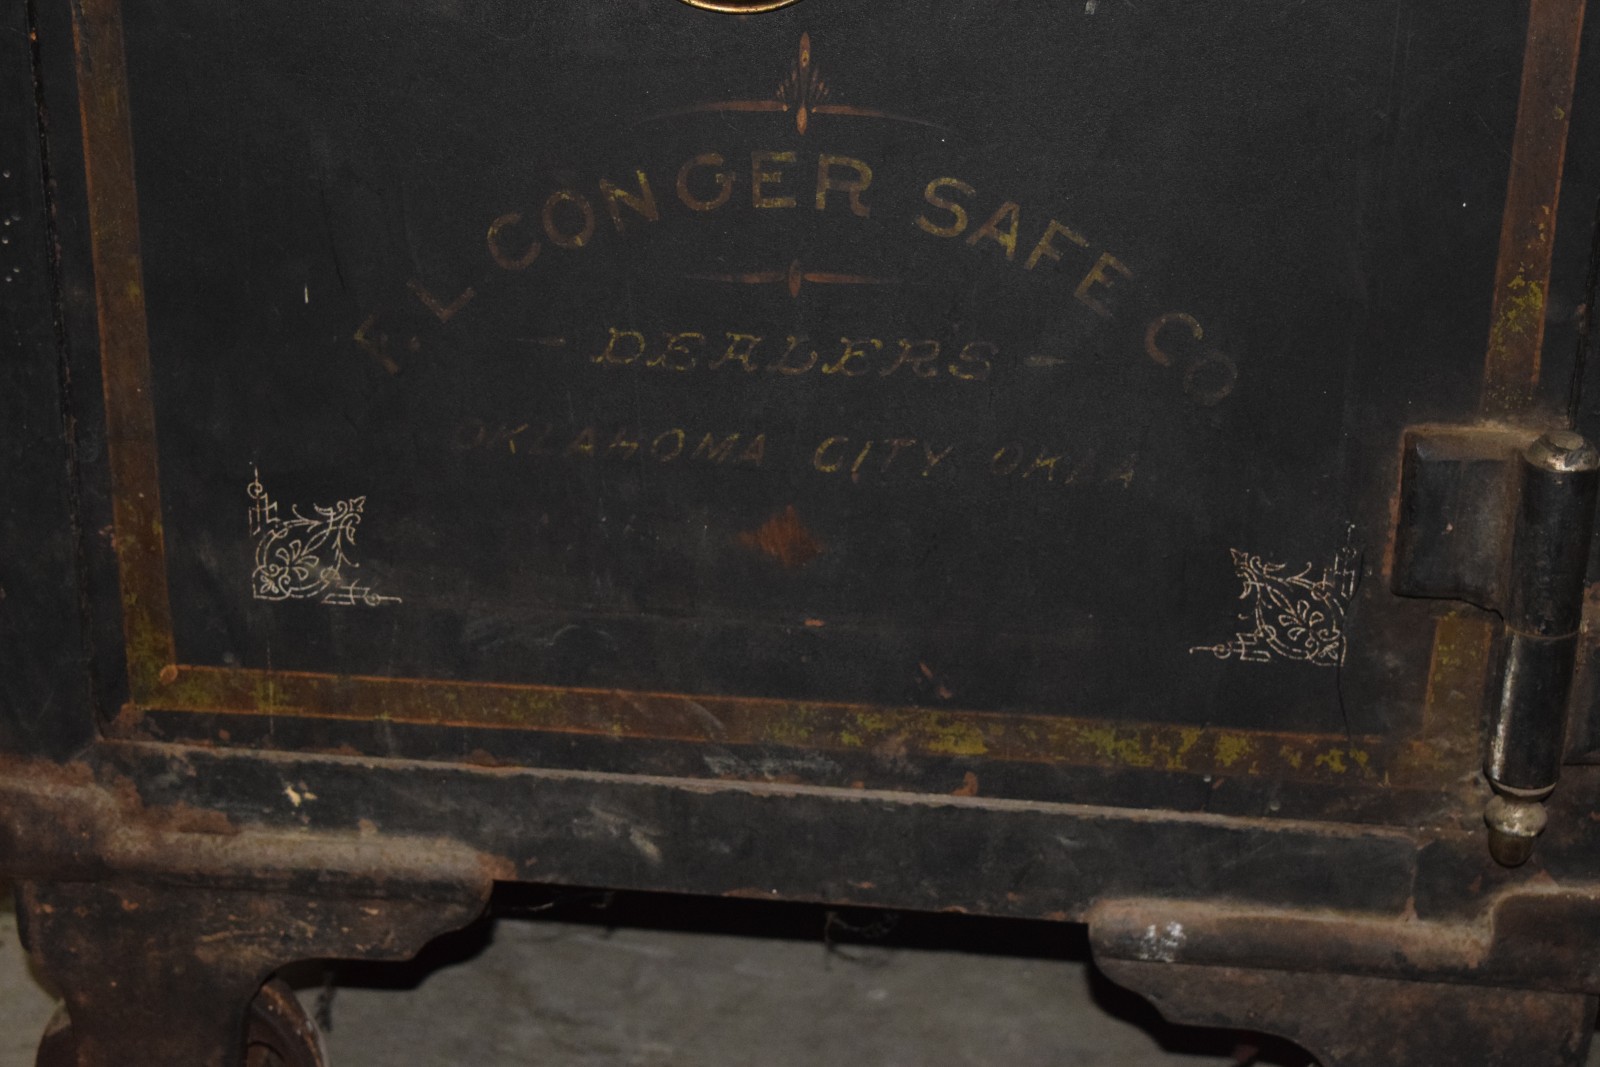 F. L CONGER SAFE CO
DEALERS
OKLAHOMA CITY OKLA